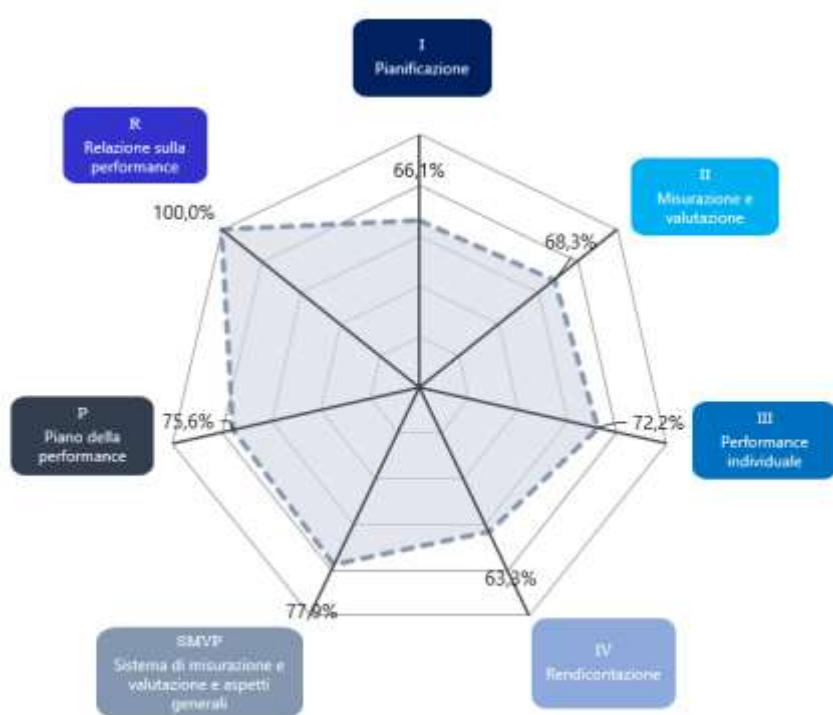 I
Pianificazione
66,1%
II
Misurazione e
valutazione
68,3%
III
Performance
individuale
72,2%
IV
Rendicontazione
63,3%
SMVP
Sistema di misurazione e
valutazione e aspetti
generali
77,9%
P
Piano della
performance
75,6%
R
Relazione sulla
performance
100,0%